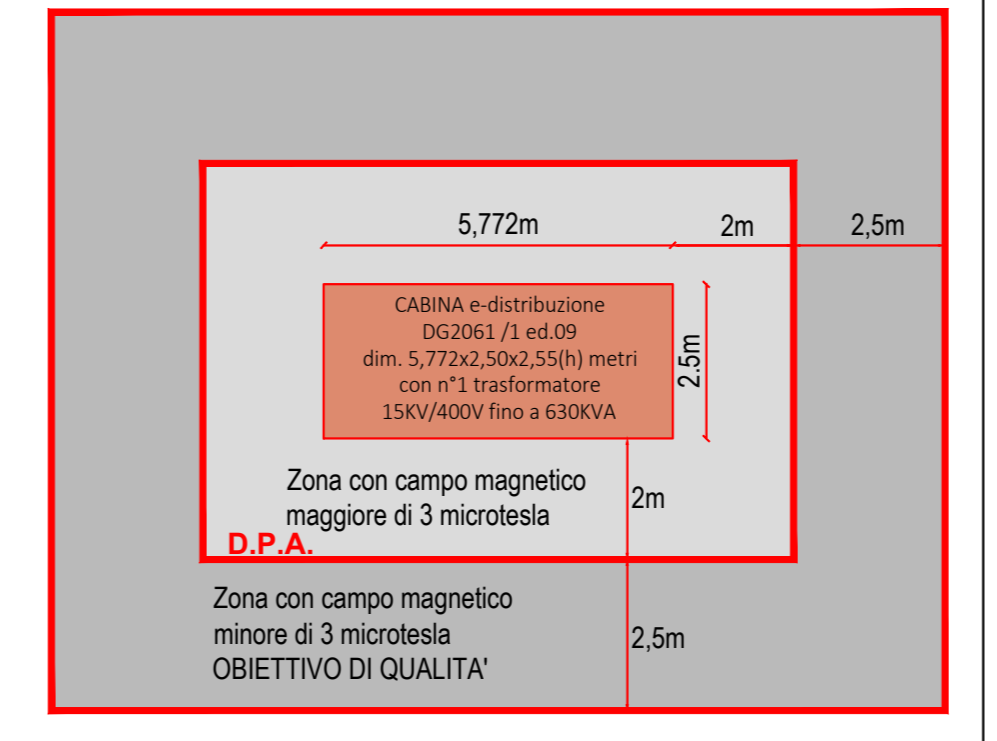 5,772m
2m
2,5m
CABINA e-distribuzione
DG2061 /1 ed.09
dim. 5,772x2,50x2,55(h) metri
con n°1 trasformatore
15KV/400V fino a 630KVA
2.5m
Zona con campo magnetico
maggiore di 3 microtesla
2m
D.P.A.
Zona con campo magnetico
minore di 3 microtesla
OBIETTIVO DI QUALITA'
2,5m